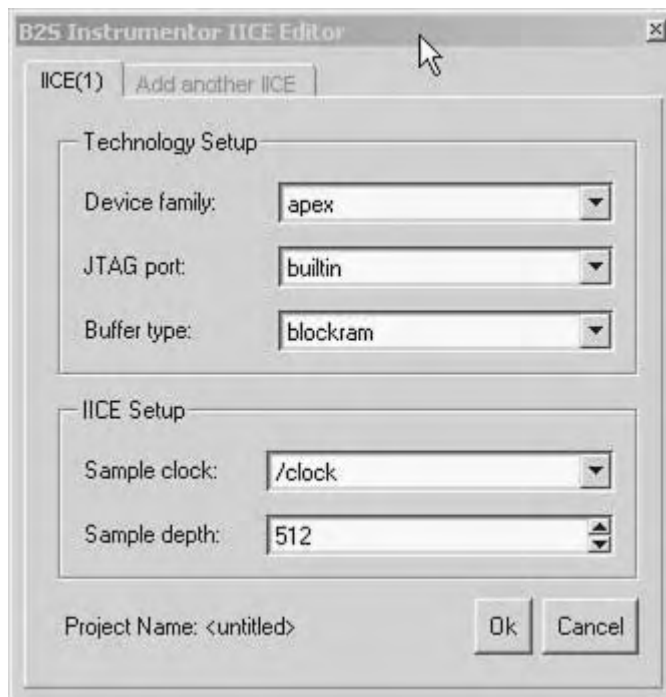 B2S Instrumentor IICE Editor
IICE(1) Add another IICE
Technology Setup
Device family: apex
JTAG port: builtin
Buffer type: blockram
IICE Setup
Sample clock: /clock
Sample depth: 512
Project Name: <untitled> Ok Cancel